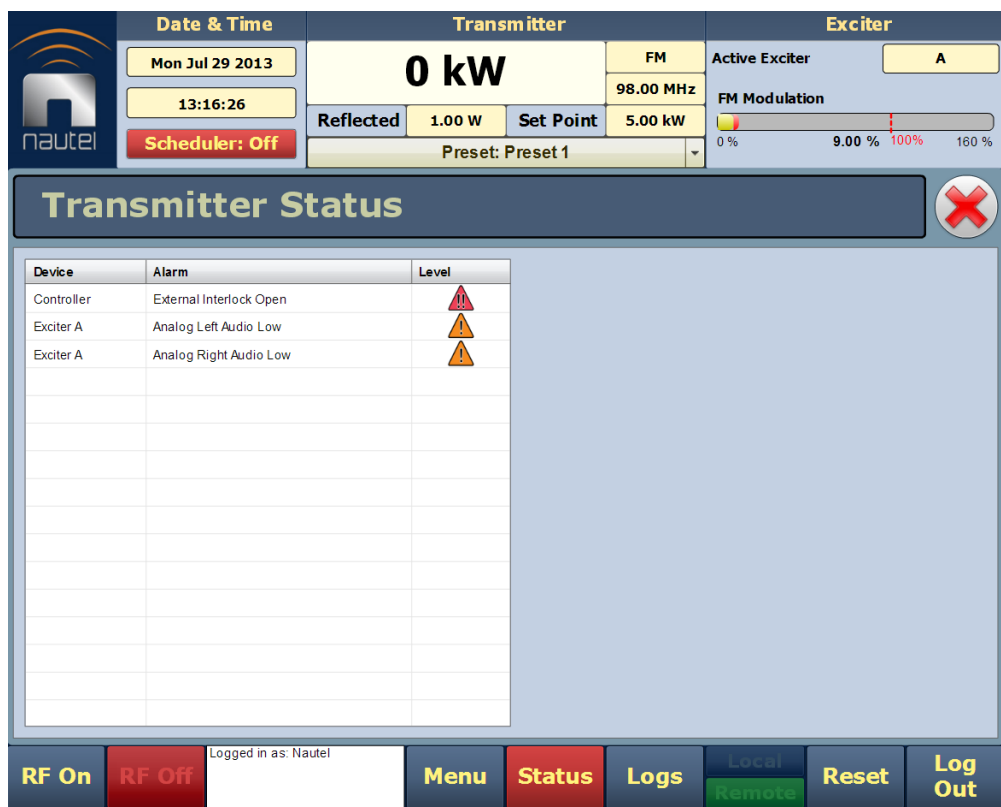 Date & Time
Transmitter
Exciter
Mon Jul 29 2013
0 kW
FM
Active Exciter
A
98.00 MHz
FM Modulation
13:16:26
Reflected
1.00 W
Set Point
5.00 kW
nautel
Scheduler: Off
Preset: Preset 1
0 %
9.00 %
100%
160 %
Transmitter Status
Device Alarm Level
Controller External Interlock Open !!
Exciter A Analog Left Audio Low !
Exciter A Analog Right Audio Low !
RF On
RF Off
Logged in as: Nautel
Menu
Status
Logs
Local
Remote
Reset
Log
Out